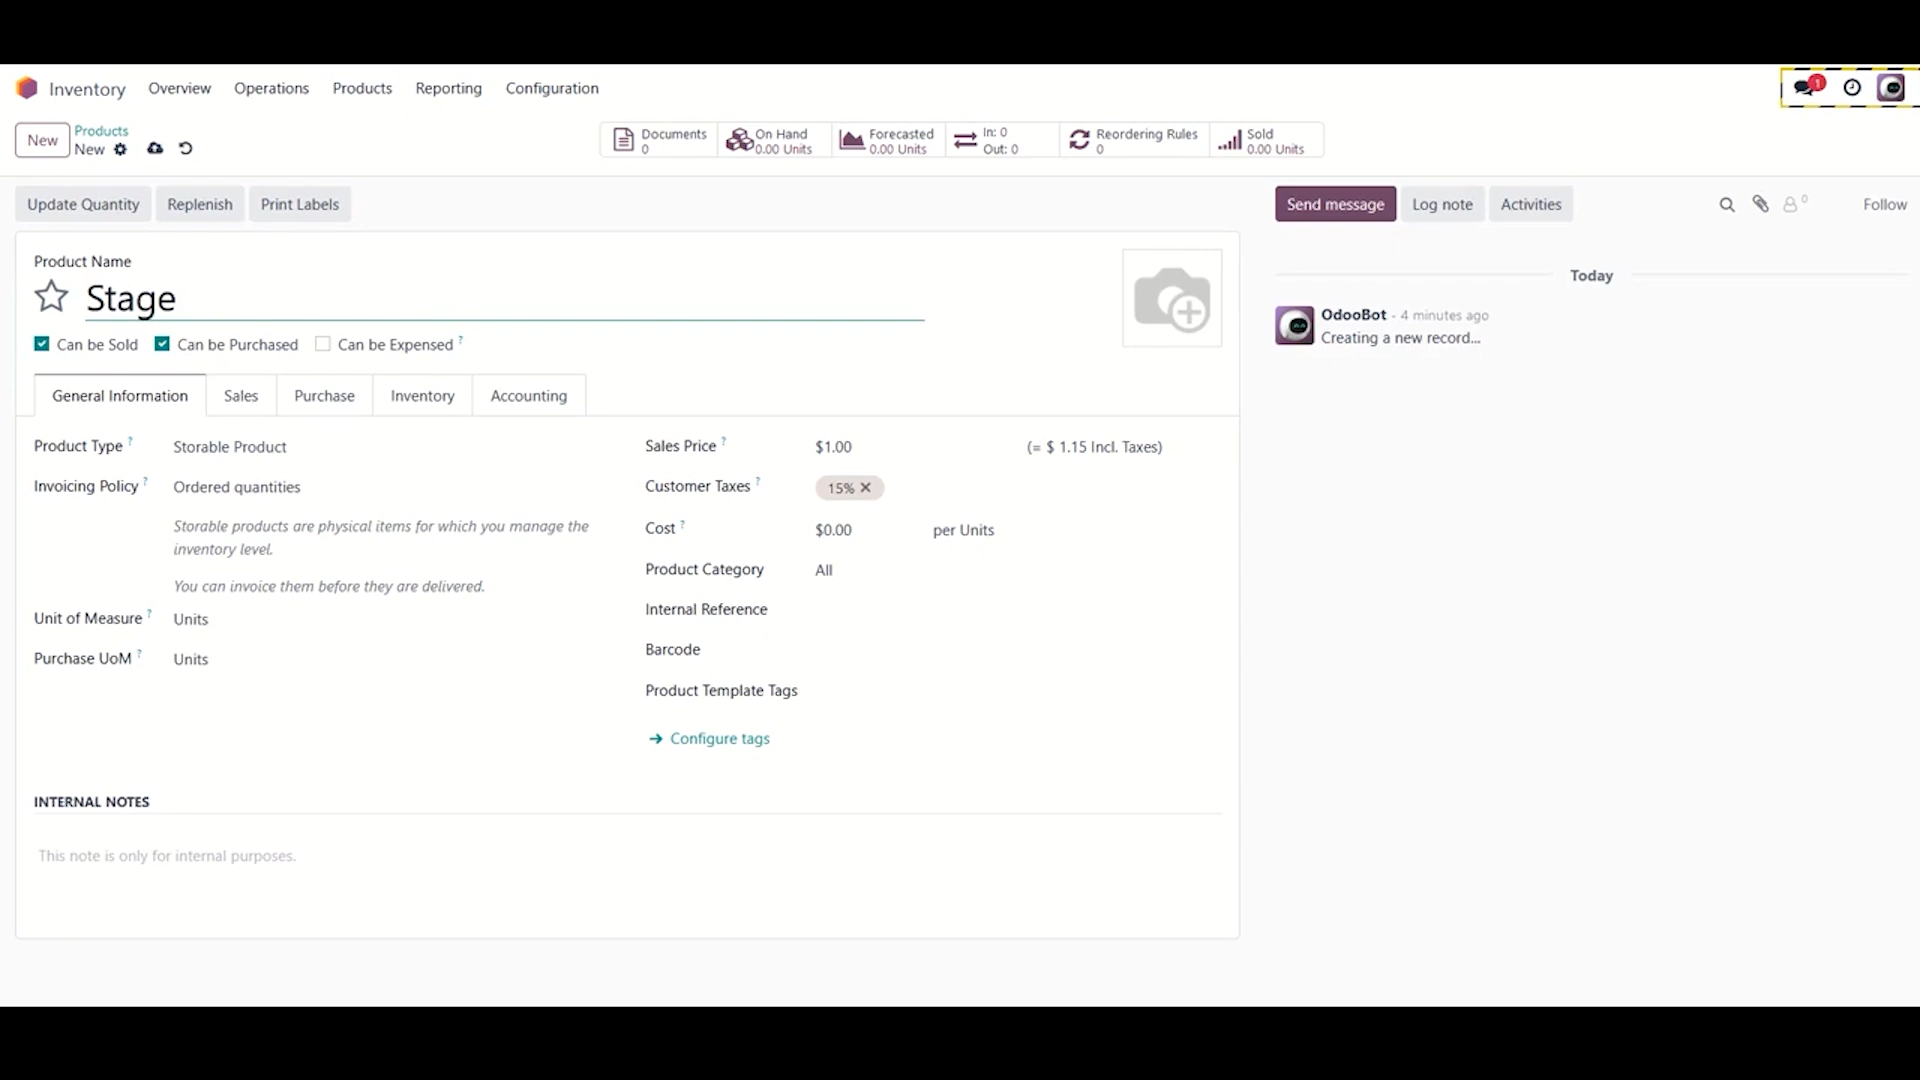 Inventory Overview Operations Products Reporting Configuration
1
New
Products
New
Documents
0
On Hand
0.00 Units
Forecasted
0.00 Units
In: 0
Out: 0
Reordering Rules
0
Sold
0.00 Units
Update Quantity Replenish Print Labels
Send message Log note Activities
0
Follow
Product Name
Stage
Can be Sold Can be Purchased Can be Expensed ?
General Information Sales Purchase Inventory Accounting
Product Type ? Storable Product
Invoicing Policy ? Ordered quantities
Storable products are physical items for which you manage the
inventory level.
You can invoice them before they are delivered.
Unit of Measure ? Units
Purchase UoM ? Units
Sales Price ? $1.00 (= $ 1.15 Incl. Taxes)
Customer Taxes ? 15% ✕
Cost ? $0.00 per Units
Product Category All
Internal Reference
Barcode
Product Template Tags
→ Configure tags
INTERNAL NOTES
This note is only for internal purposes.
Today
OdooBot - 4 minutes ago
Creating a new record...